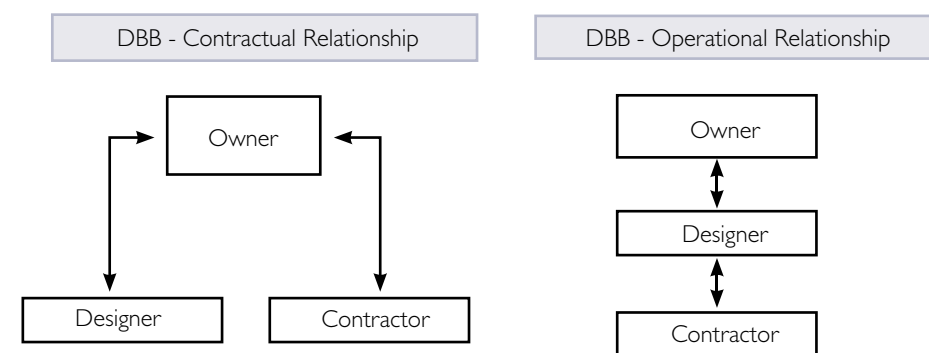 DBB - Contractual Relationship
Owner
Designer
Contractor
DBB - Operational Relationship
Owner
Designer
Contractor